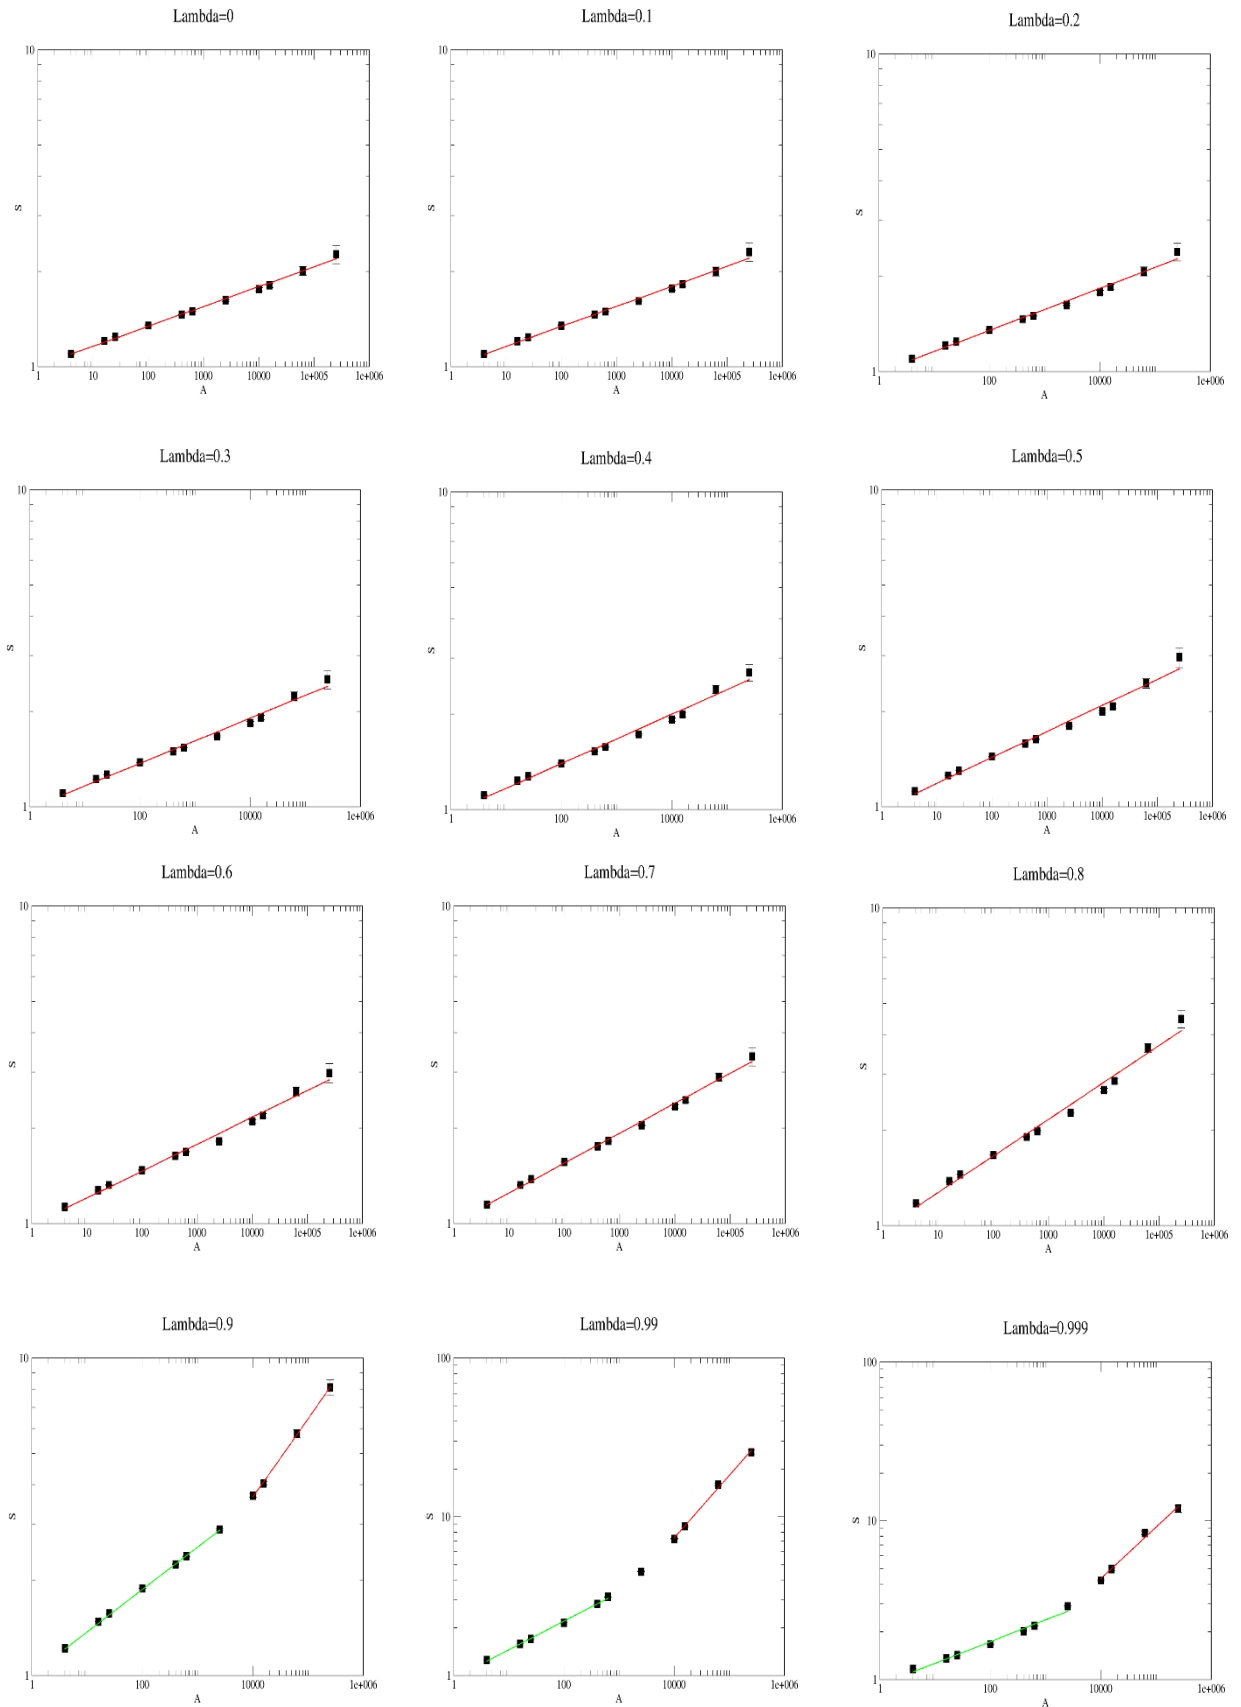 Lambda=0 Lambda=0.1 Lambda=0.2
10 10 10
S S S
1 1 1
1 10 100 1000 10000 1e+005 1e+006 1 10 100 1000 10000 1e+005 1e+006 1 100 10000 1e+006
A A A
Lambda=0.3 Lambda=0.4 Lambda=0.5
10 10 10
S S S
1 1 1
1 100 10000 1e+006 1 100 10000 1e+006 1 10 100 1000 10000 1e+005 1e+006
A A A
Lambda=0.6 Lambda=0.7 Lambda=0.8
10 10 10
S S S
1 1 1
1 10 100 1000 10000 1e+005 1e+006 1 10 100 1000 10000 1e+005 1e+006 1 10 100 1000 10000 1e+005 1e+006
A A A
Lambda=0.9 Lambda=0.99 Lambda=0.999
10 100 100
S S 10 S 10
1 1 1
1 100 10000 1e+006 1 100 10000 1e+006 1 100 10000 1e+006
A A A